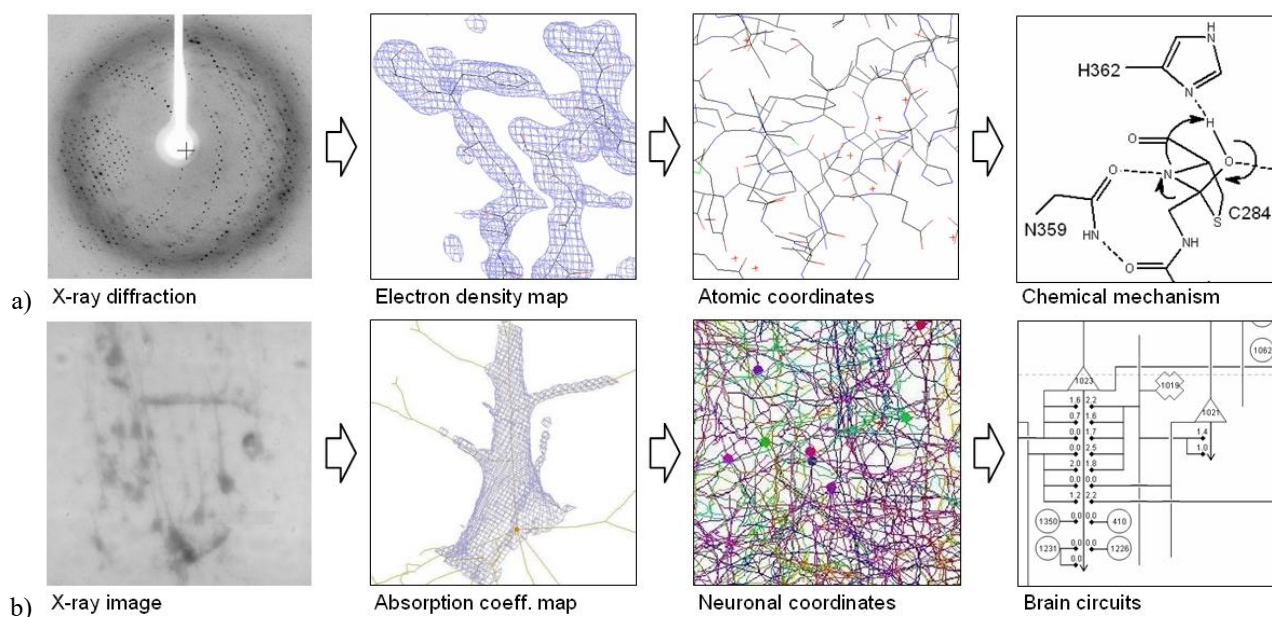 a)
X-ray diffraction
Electron density map
Atomic coordinates
Chemical mechanism
H362
H
N
N
H
O
O
N
O
C284
S
N359
HN
NH
O
b)
X-ray image
Absorption coeff. map
Neuronal coordinates
Brain circuits
1062
1023
1019
1021
1.6 2.2
0.7 1.6
0.0 1.7
0.0 2.5
2.0 1.8
0.0 0.0
1.2 2.2
0.0 0.0
0.0 0.0
0.0
1.4
1.0
1350
410
1231
1226